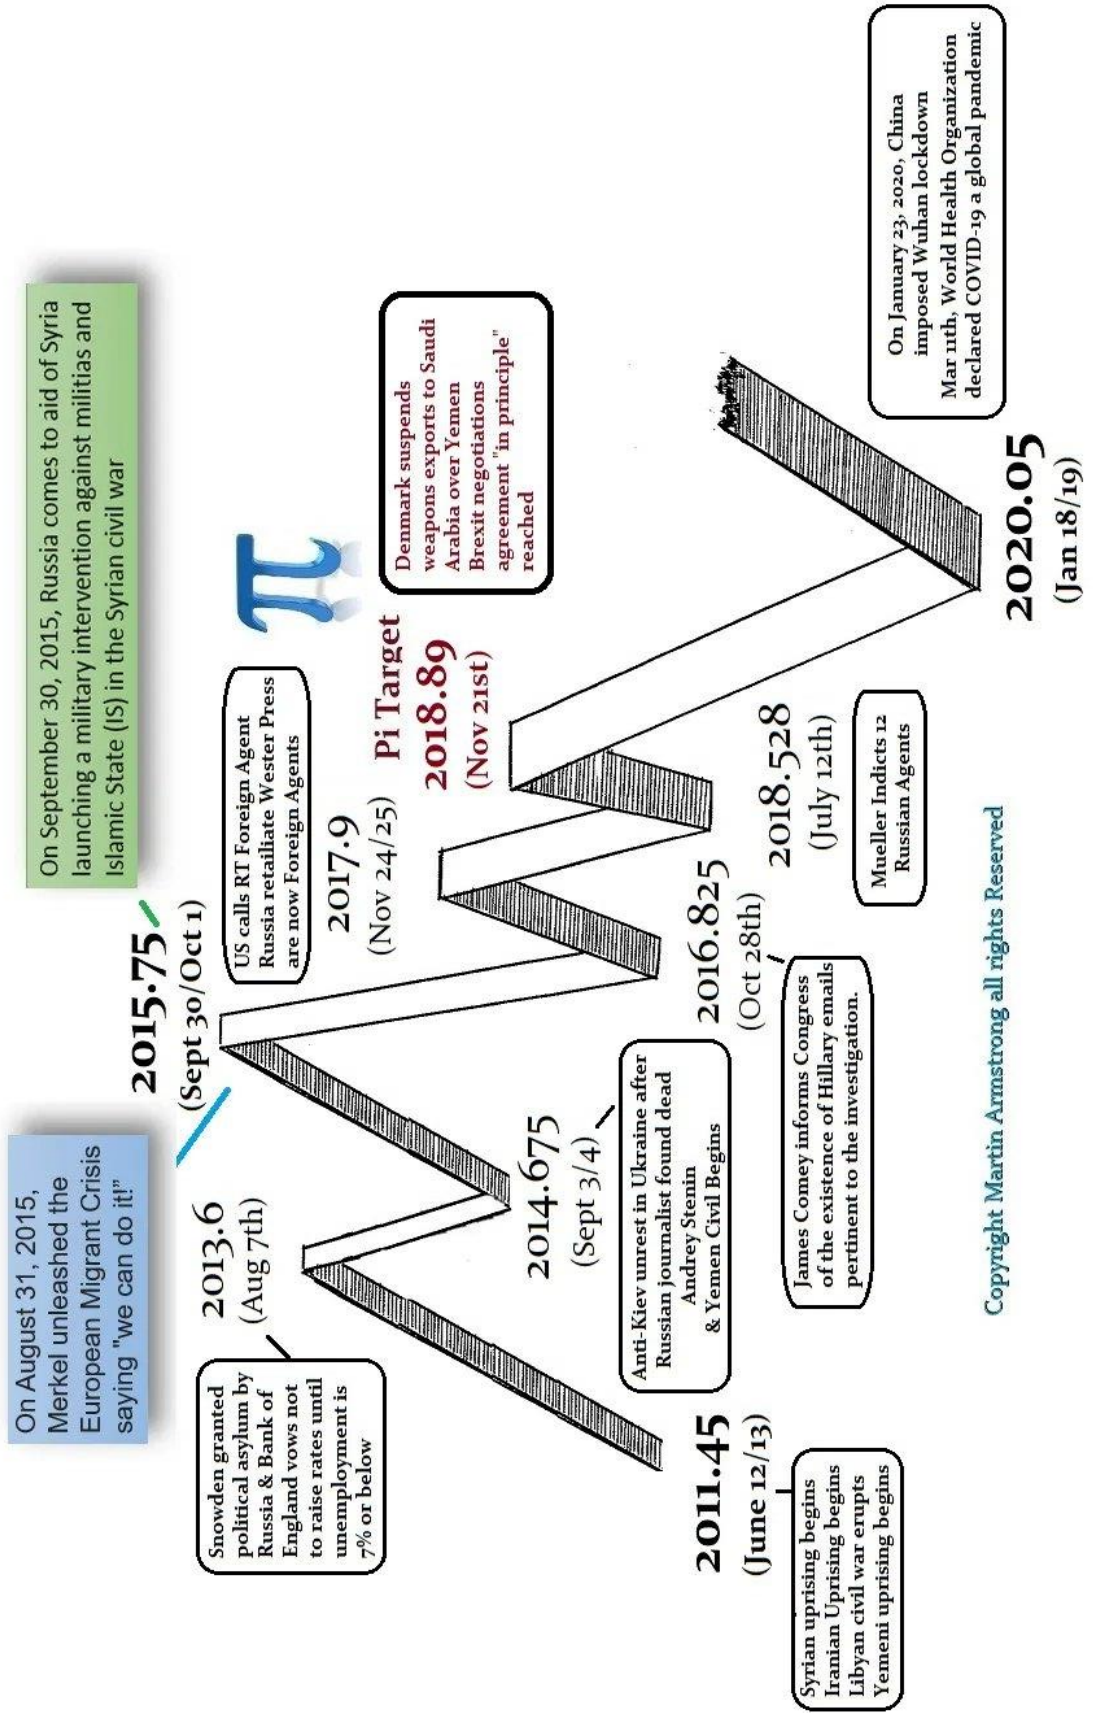 On August 31, 2015,
Merkel unleashed the
European Migrant Crisis
saying "we can do it!"
On September 30, 2015, Russia comes to aid of Syria
launching a military intervention against militias and
Islamic State (IS) in the Syrian civil war
2015.75
(Sept 30/Oct 1)
Snowden granted
political asylum by
Russia & Bank of
England vows not
to raise rates until
unemployment is
7% or below
2013.6
(Aug 7th)
US calls RT Foreign Agent
Russia retailiate Wester Press
are now Foreign Agents
2017.9
(Nov 24/25)
π
Pi Target
2018.89
(Nov 21st)
Denmark suspends
weapons exports to Saudi
Arabia over Yemen
Brexit negotiations
agreement "in principle"
reached
2011.45
(June 12/13)
Syrian uprising begins
Iranian Uprising begins
Libyan civil war erupts
Yemeni uprising begins
2014.675
(Sept 3/4)
Anti-Kiev unrest in Ukraine after
Russian journalist found dead
Andrey Stenin
& Yemen Civil Begins
2016.825
(Oct 28th)
James Comey informs Congress
of the existence of Hillary emails
pertinent to the investigation.
2018.528
(July 12th)
Mueller Indicts 12
Russian Agents
2020.05
(Jan 18/19)
On January 23, 2020, China
imposed Wuhan lockdown
Mar 11th, World Health Organization
declared COVID-19 a global pandemic
Copyright Martin Armstrong all rights Reserved